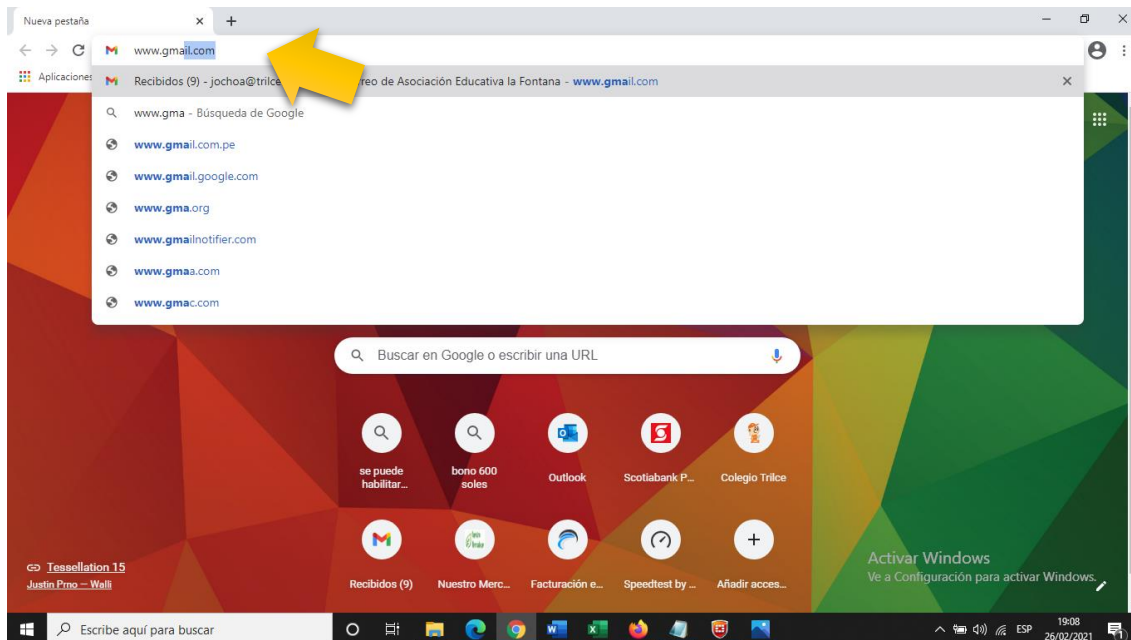 Nueva pestaña
www.gmail.com
Aplicaciones
Recibidos (9) - jochoa@trilce reo de Asociación Educativa la Fontana - www.gmail.com
www.gma - Búsqueda de Google
www.gmail.com.pe
www.gmail.google.com
www.gma.org
www.gmailnotifier.com
www.gmaa.com
www.gmac.com
Buscar en Google o escribir una URL
se puede habilitar...
bono 600 soles
Outlook
Scotiabank P...
Colegio Trilce
Recibidos (9)
Nuestro Merc...
Facturación e...
Speedtest by ...
Añadir acces...
Tessellation 15
Justin Prno — Walli
Activar Windows
Ve a Configuración para activar Windows.
Escribe aquí para buscar
ESP
19:08
26/02/2021